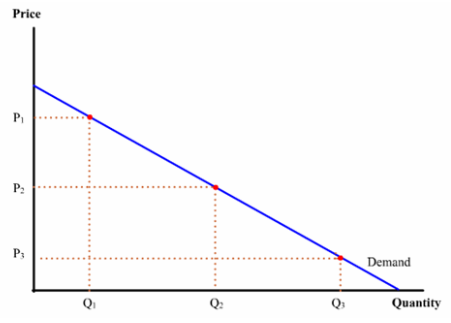 Price
P₁
P₂
P₃
Demand
Q₁ Q₂ Q₃ Quantity